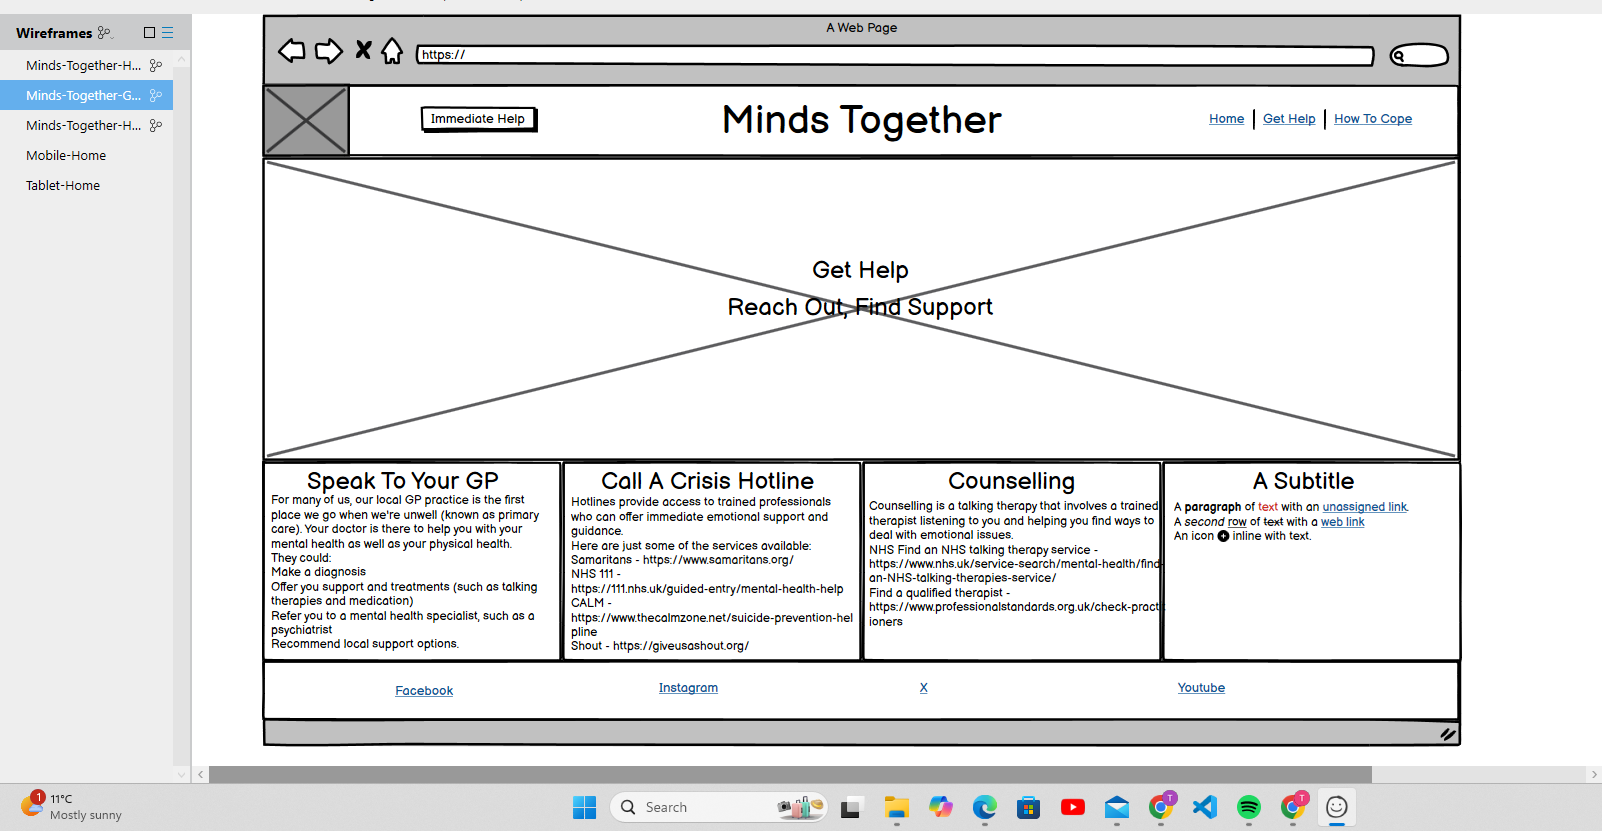 Wireframes
Minds-Together-H...
Minds-Together-G...
Minds-Together-H...
Mobile-Home
Tablet-Home
A Web Page
https://
Immediate Help
Minds Together
Home
Get Help
How To Cope
Get Help
Reach Out, Find Support
Speak To Your GP
For many of us, our local GP practice is the first
place we go when we're unwell (known as primary
care). Your doctor is there to help you with your
mental health as well as your physical health.
They could:
Make a diagnosis
Offer you support and treatments (such as talking
therapies and medication)
Refer you to a mental health specialist, such as a
psychiatrist
Recommend local support options.
Call A Crisis Hotline
Hotlines provide access to trained professionals
who can offer immediate emotional support and
guidance.
Here are just some of the services available:
Samaritans - https://www.samaritans.org/
NHS 111 -
https://111.nhs.uk/guided-entry/mental-health-help
CALM -
https://www.thecalmzone.net/suicide-prevention-hel
pline
Shout - https://giveusashout.org/
Counselling
Counselling is a talking therapy that involves a trained
therapist listening to you and helping you find ways to
deal with emotional issues.
NHS Find an NHS talking therapy service -
https://www.nhs.uk/service-search/mental-health/find-
an-NHS-talking-therapies-service/
Find a qualified therapist -
https://www.professionalstandards.org.uk/check-practit
ioners
A Subtitle
A paragraph of text with an unassigned link.
A second row of text with a web link
An icon inline with text.
Facebook
Instagram
X
Youtube
1
11°C
Mostly sunny
Search
T
T